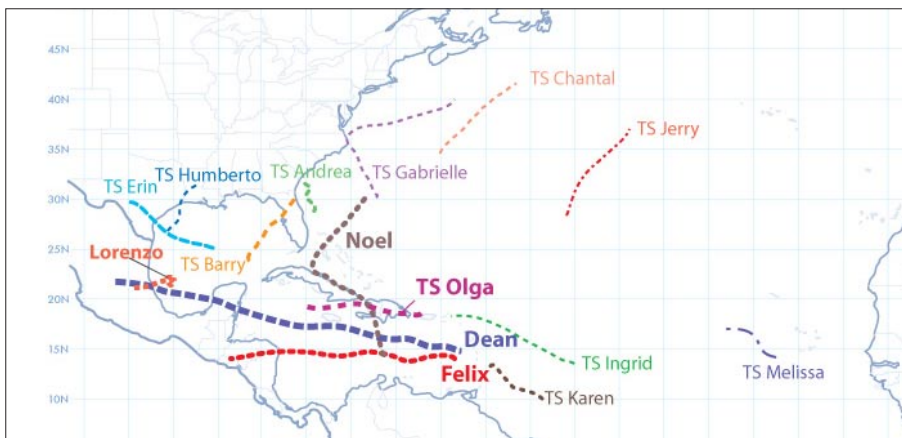 45N
TS Chantal
40N
TS Jerry
35N
TS Andrea
TS Gabrielle
TS Humberto
TS Erin
30N
Noel
25N
Lorenzo
TS Barry
TS Olga
20N
Dean
15N
TS Ingrid
Felix
TS Melissa
TS Karen
10N